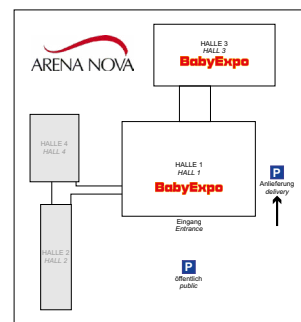 HALLE 3
HALL 3
BabyExpo
ARENA NOVA
HALLE 4
HALL 4
HALLE 1
HALL 1
BabyExpo
P
Anlieferung
delivery
HALLE 2
HALL 2
Eingang
Entrance
P
öffentlich
public